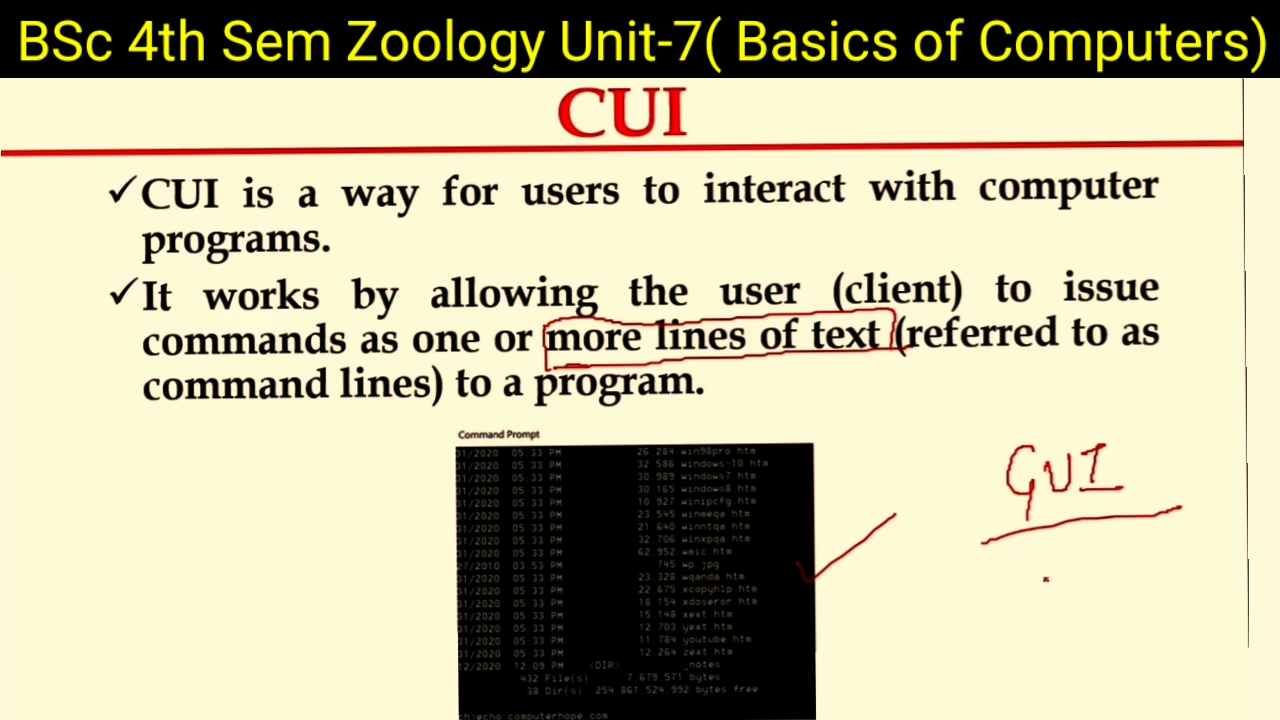 BSc 4th Sem Zoology Unit-7( Basics of Computers)
CUI
✓CUI is a way for users to interact with computer
programs.
✓It works by allowing the user (client) to issue
commands as one or more lines of text (referred to as
command lines) to a program.
Command Prompt
31/2020 05:33 PM 26.284 win98pro.htm
31/2020 05:33 PM 32.586 windows-10.htm
31/2020 05:33 PM 30.989 windows7.htm
31/2020 05:33 PM 30.165 windows8.htm
31/2020 05:33 PM 10.927 winipcfg.htm
31/2020 05:33 PM 23.545 winmeqa.htm
31/2020 05:33 PM 21.640 winntqa.htm
31/2020 05:33 PM 32.706 winxpqa.htm
31/2020 05:33 PM 62.952 wmic.htm
27/2010 03:53 PM 745 wp.jpg
31/2020 05:33 PM 23.328 wqanda.htm
31/2020 05:33 PM 22.675 xcopyhlp.htm
31/2020 05:33 PM 18.154 xdoseror.htm
31/2020 05:33 PM 15.148 xext.htm
31/2020 05:33 PM 12.703 yext.htm
31/2020 05:33 PM 11.784 youtube.htm
31/2020 05:33 PM 12.264 zext.htm
12/2020 12:09 PM <DIR> _notes
432 File(s) 7.679.571 bytes
38 Dir(s) 254.861.524.992 bytes free
ch>echo computerhope.com
GUI